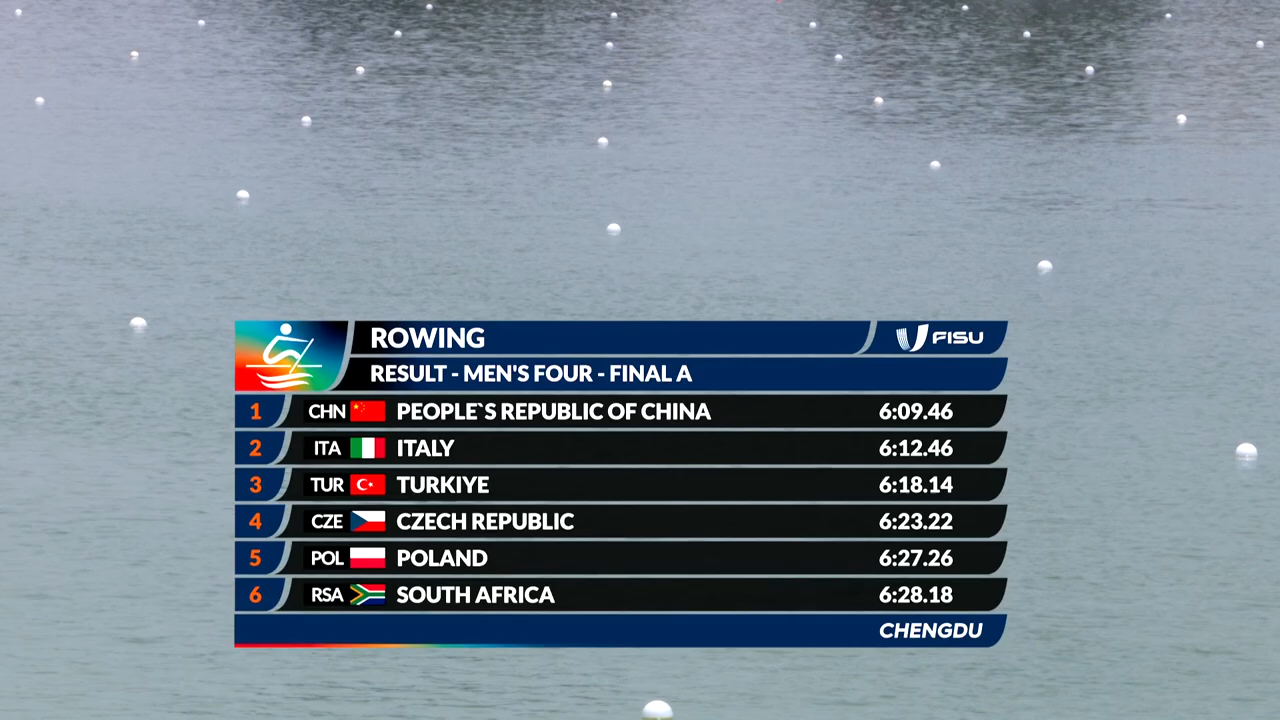 ROWING
FISU
RESULT - MEN'S FOUR - FINAL A
1 CHN PEOPLE`S REPUBLIC OF CHINA 6:09.46
2 ITA ITALY 6:12.46
3 TUR TURKIYE 6:18.14
4 CZE CZECH REPUBLIC 6:23.22
5 POL POLAND 6:27.26
6 RSA SOUTH AFRICA 6:28.18
CHENGDU